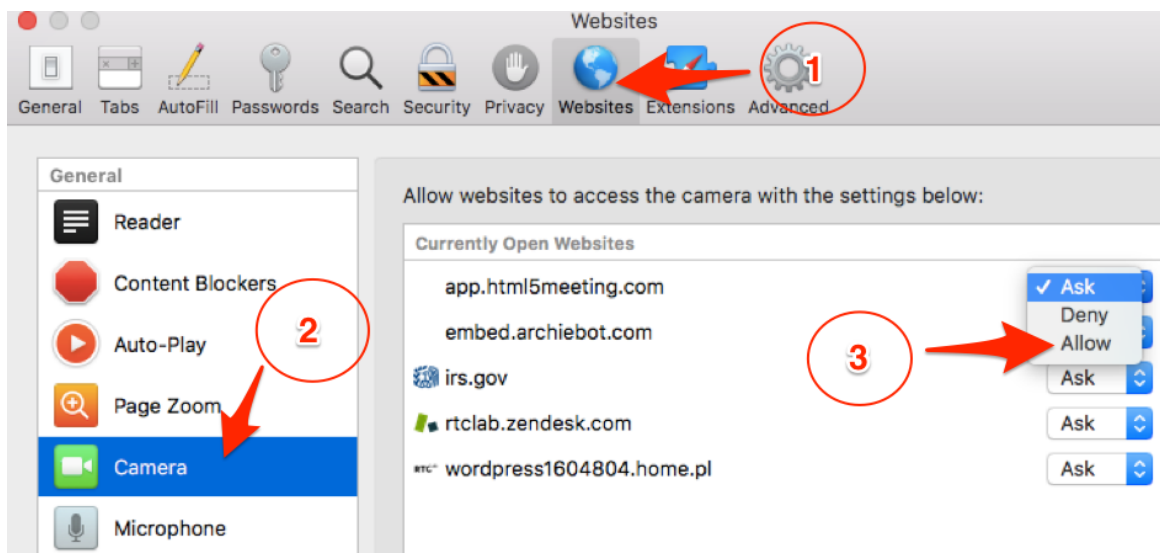 Websites
1
General Tabs AutoFill Passwords Search Security Privacy Websites Extensions Advanced
General
Reader
Content Blockers
Auto-Play
Page Zoom
Camera
Microphone
2
Allow websites to access the camera with the settings below:
Currently Open Websites
app.html5meeting.com
✓ Ask
Deny
Allow
embed.archiebot.com
3
irs.gov Ask
rtclab.zendesk.com Ask
RTC wordpress1604804.home.pl Ask